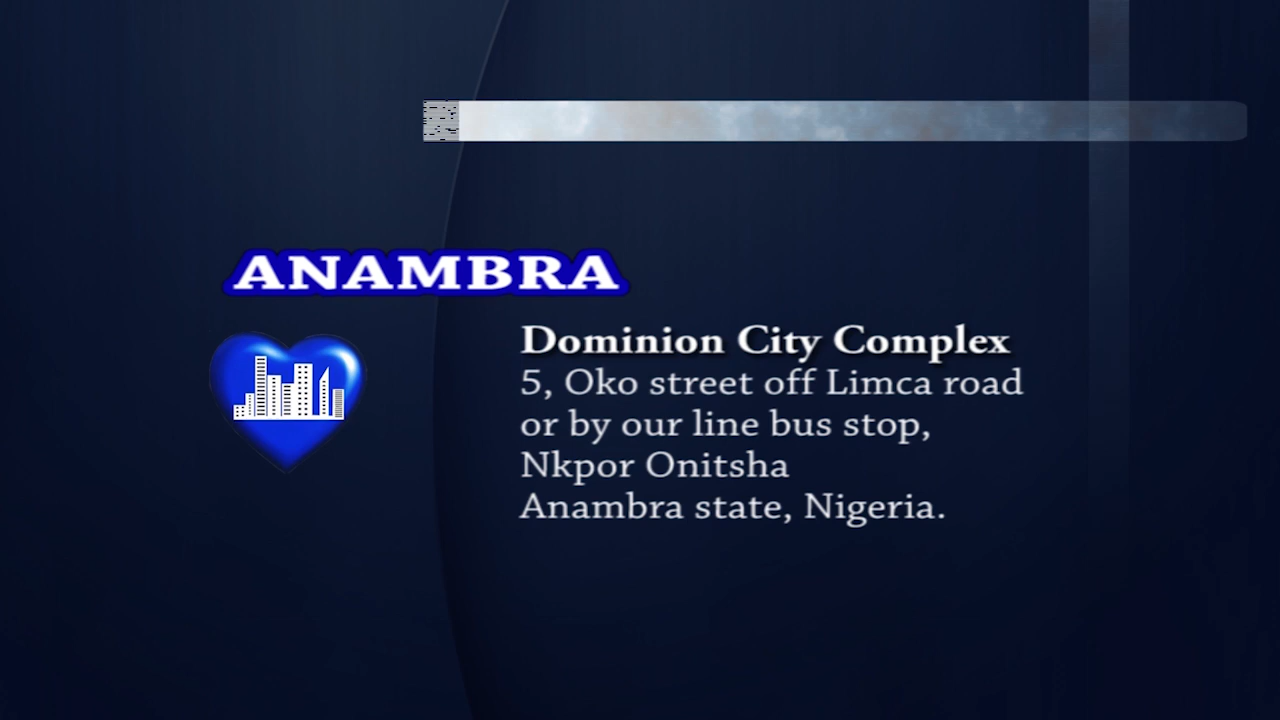 ANAMBRA
Dominion City Complex
5, Oko street off Limca road
or by our line bus stop,
Nkpor Onitsha
Anambra state, Nigeria.